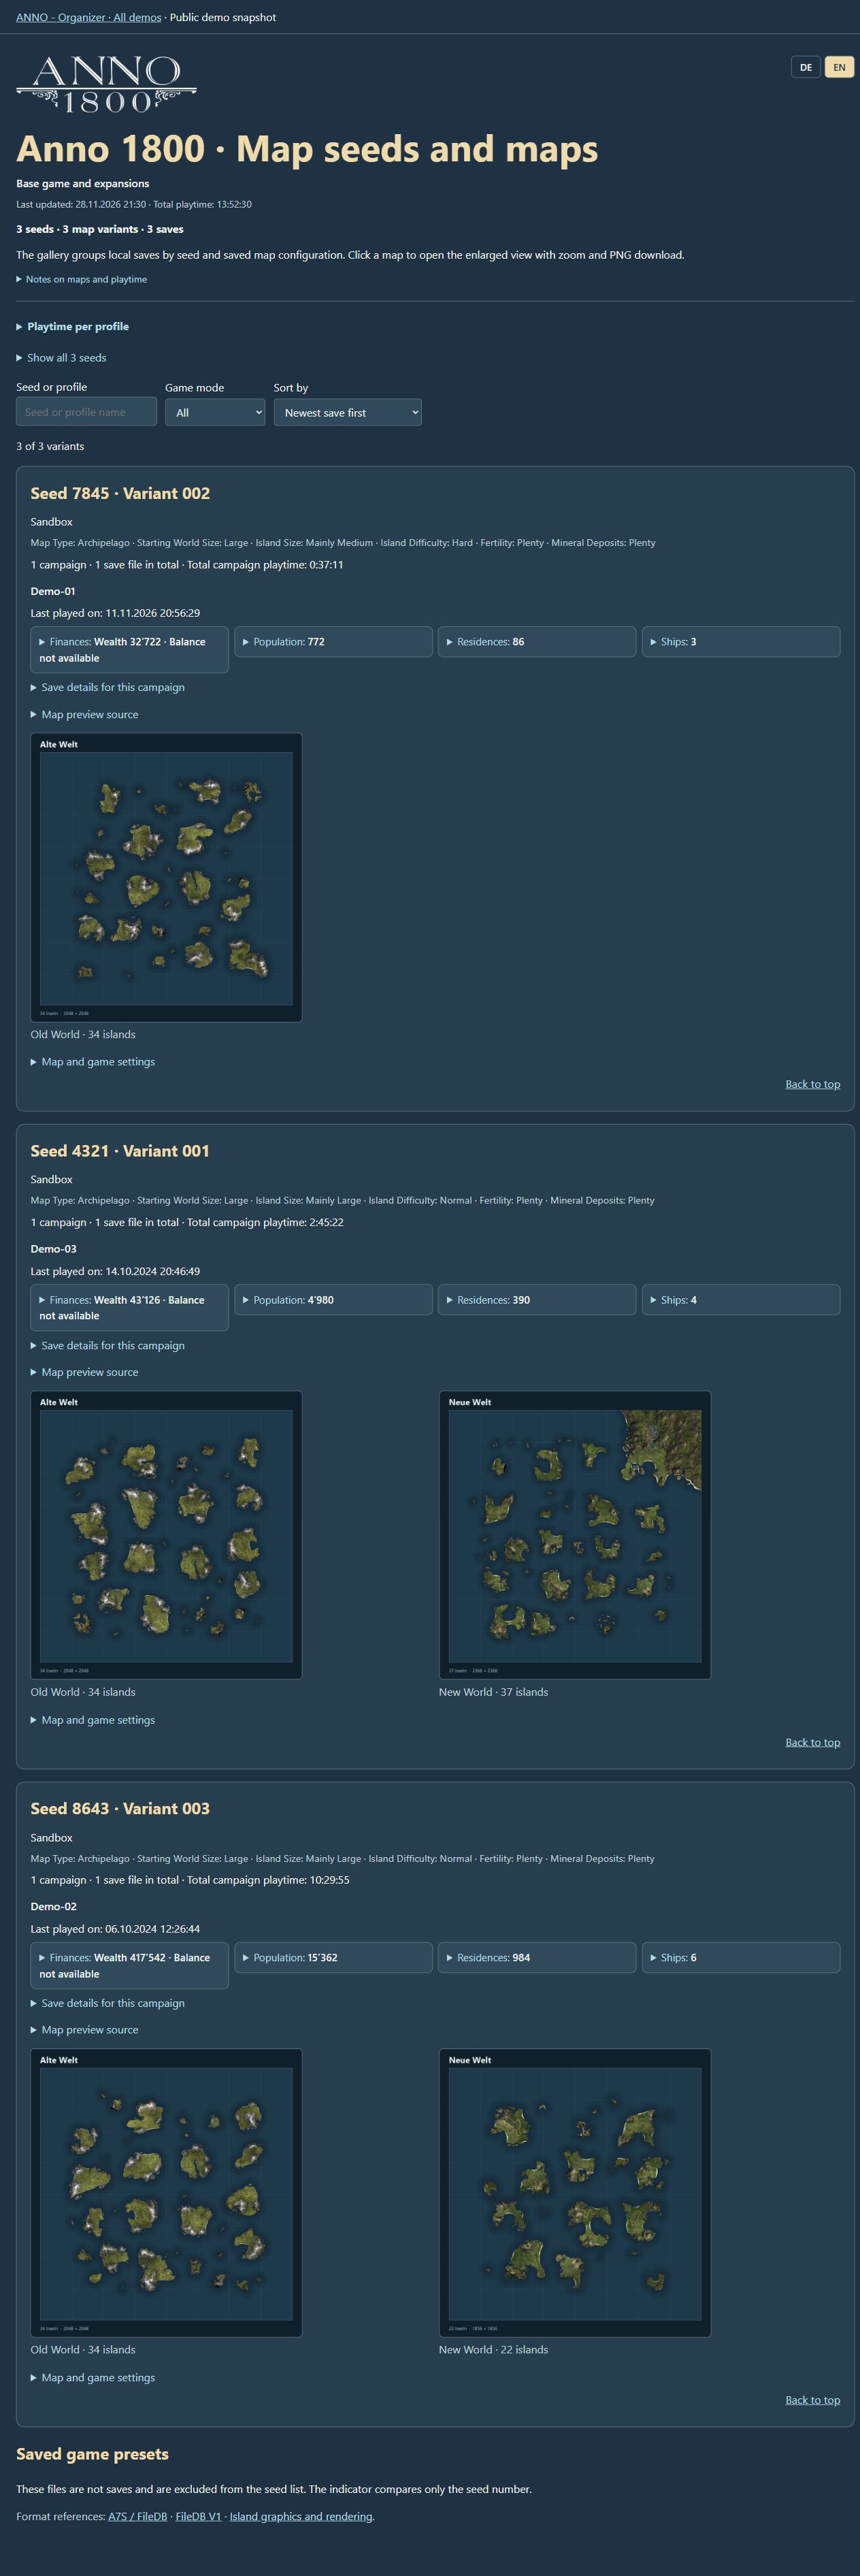 ANNO - Organizer · All demos · Public demo snapshot
ANNO
1800
DE EN
Anno 1800 · Map seeds and maps
Base game and expansions
Last updated: 28.11.2026 21:30 · Total playtime: 13:52:30
3 seeds · 3 map variants · 3 saves
The gallery groups local saves by seed and saved map configuration. Click a map to open the enlarged view with zoom and PNG download.
Notes on maps and playtime
Playtime per profile
Show all 3 seeds
Seed or profile Game mode Sort by
Seed or profile name All Newest save first
3 of 3 variants
Seed 7845 · Variant 002
Sandbox
Map Type: Archipelago · Starting World Size: Large · Island Size: Mainly Medium · Island Difficulty: Hard · Fertility: Plenty · Mineral Deposits: Plenty
1 campaign · 1 save file in total · Total campaign playtime: 0:37:11
Demo-01
Last played on: 11.11.2026 20:56:29
Finances: Wealth 32'722 · Balance not available
Population: 772
Residences: 86
Ships: 3
Save details for this campaign
Map preview source
Alte Welt
34 Inseln · 2048 × 2048
Old World · 34 islands
Map and game settings
Back to top
Seed 4321 · Variant 001
Sandbox
Map Type: Archipelago · Starting World Size: Large · Island Size: Mainly Large · Island Difficulty: Normal · Fertility: Plenty · Mineral Deposits: Plenty
1 campaign · 1 save file in total · Total campaign playtime: 2:45:22
Demo-03
Last played on: 14.10.2024 20:46:49
Finances: Wealth 43'126 · Balance not available
Population: 4'980
Residences: 390
Ships: 4
Save details for this campaign
Map preview source
Alte Welt
34 Inseln · 2048 × 2048
Old World · 34 islands
Neue Welt
37 Inseln · 2368 × 2368
New World · 37 islands
Map and game settings
Back to top
Seed 8643 · Variant 003
Sandbox
Map Type: Archipelago · Starting World Size: Large · Island Size: Mainly Large · Island Difficulty: Normal · Fertility: Plenty · Mineral Deposits: Plenty
1 campaign · 1 save file in total · Total campaign playtime: 10:29:55
Demo-02
Last played on: 06.10.2024 12:26:44
Finances: Wealth 417'542 · Balance not available
Population: 15'362
Residences: 984
Ships: 6
Save details for this campaign
Map preview source
Alte Welt
34 Inseln · 2048 × 2048
Old World · 34 islands
Neue Welt
22 Inseln · 1856 × 1856
New World · 22 islands
Map and game settings
Back to top
Saved game presets
These files are not saves and are excluded from the seed list. The indicator compares only the seed number.
Format references: A7S / FileDB · FileDB V1 · Island graphics and rendering.